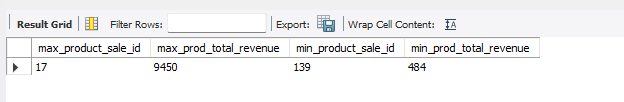 Result Grid Filter Rows: Export: Wrap Cell Content:
max_product_sale_id max_prod_total_revenue min_product_sale_id min_prod_total_revenue
17 9450 139 484